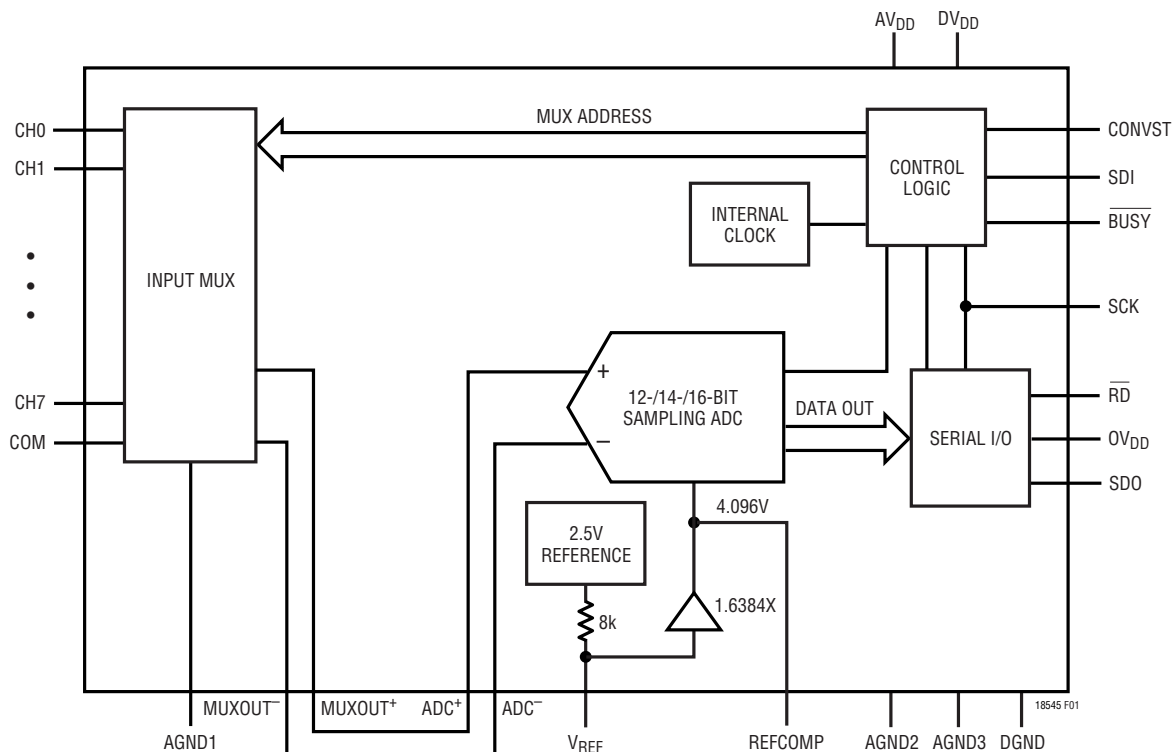 AVDD DVDD
CH0
CH1
MUX ADDRESS
CONTROL
LOGIC
CONVST
SDI
BUSY
INTERNAL
CLOCK
INPUT MUX
SCK
+
12-/14-/16-BIT
SAMPLING ADC
–
DATA OUT
SERIAL I/O
RD
OVDD
SDO
CH7
COM
4.096V
2.5V
REFERENCE
8k
1.6384X
18545 F01
MUXOUT– MUXOUT+ ADC+ ADC–
AGND1 VREF REFCOMP AGND2 AGND3 DGND